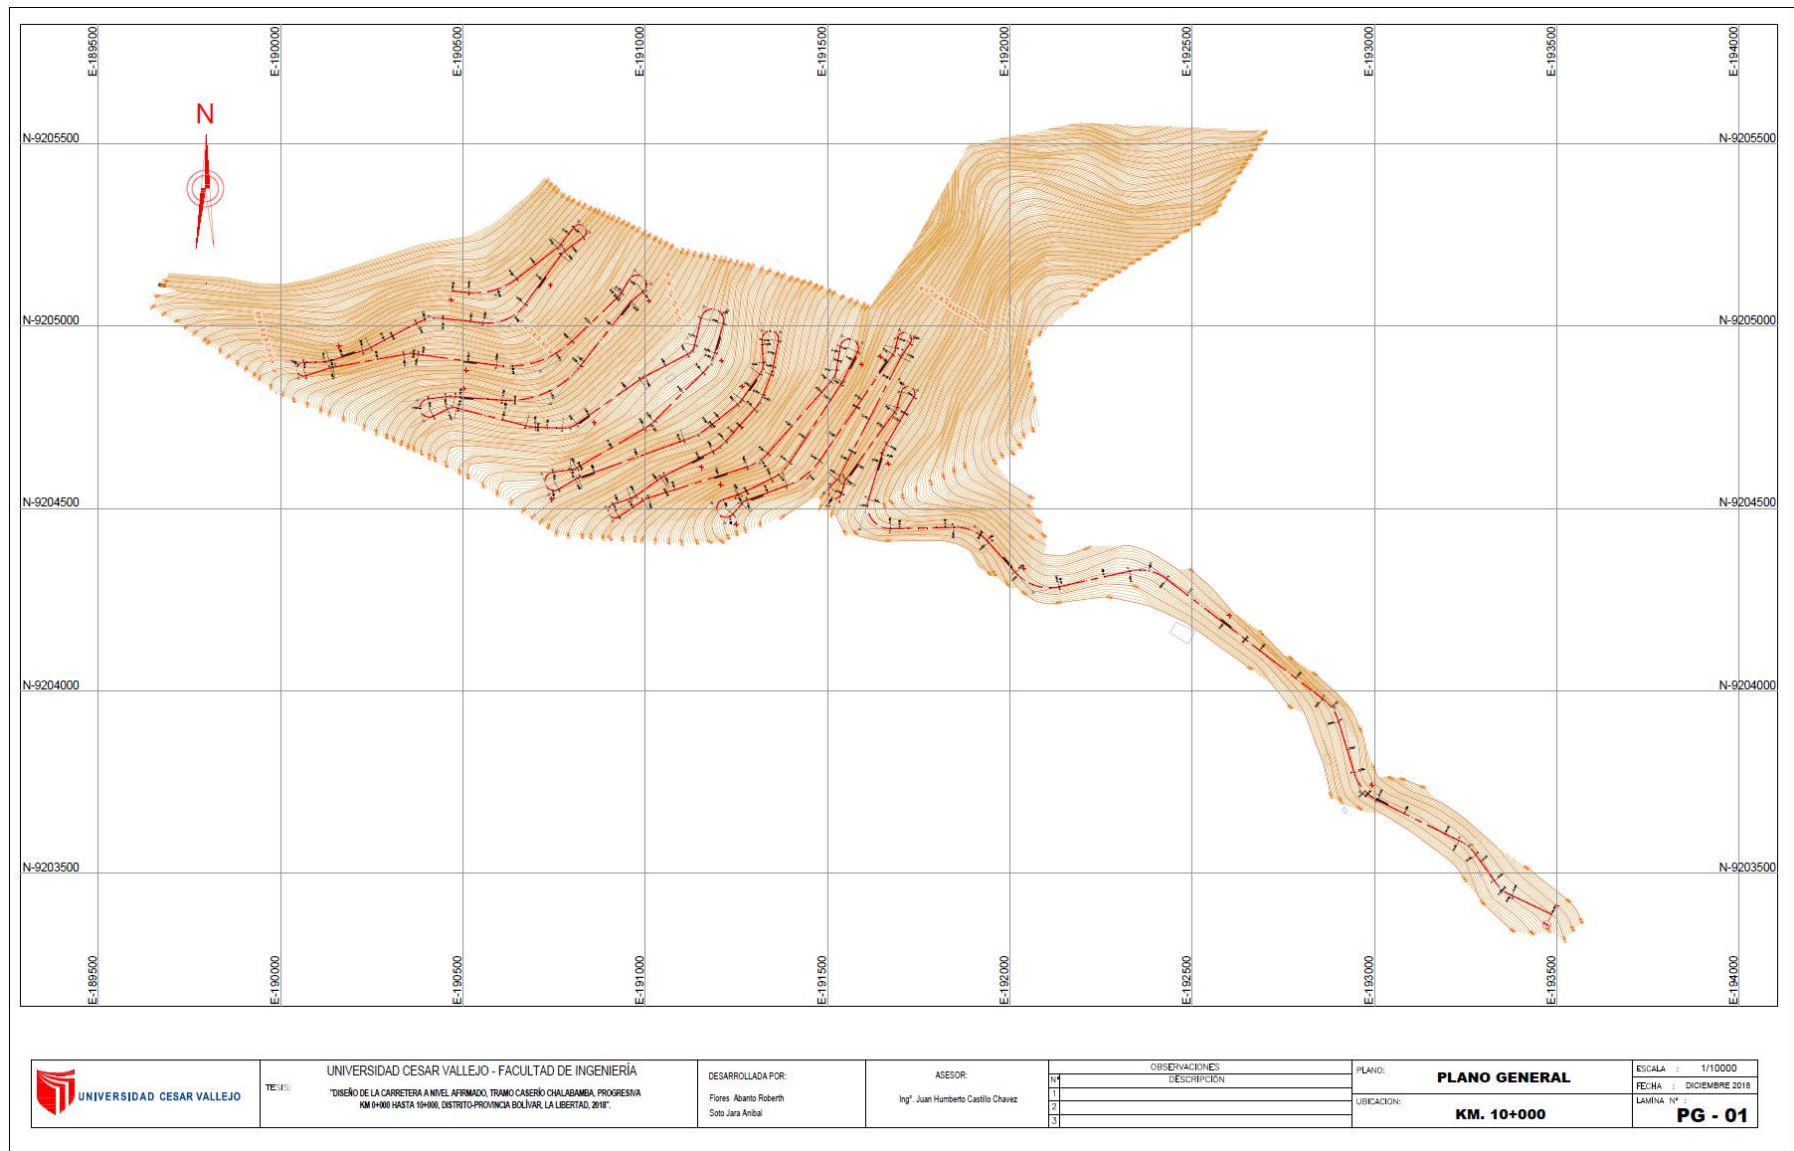 E-189500
E-190000
E-190500
E-191000
E-191500
E-192000
E-192500
E-193000
E-193500
E-194000
N
N-9205500
N-9205500
N-9205000
N-9205000
N-9204500
N-9204500
N-9204000
N-9204000
N-9203500
N-9203500
E-189500
E-190000
E-190500
E-191000
E-191500
E-192000
E-192500
E-193000
E-193500
E-194000
UNIVERSIDAD CESAR VALLEJO
TESIS:
UNIVERSIDAD CESAR VALLEJO - FACULTAD DE INGENIERÍA
"DISEÑO DE LA CARRETERA A NIVEL AFIRMADO, TRAMO CASERÍO CHALABAMBA, PROGRESIVA
KM 0+000 HASTA 10+000, DISTRITO-PROVINCIA BOLÍVAR, LA LIBERTAD, 2018".
DESARROLLADA POR:
Flores Abanto Roberth
Soto Jara Anibal
ASESOR:
Ingº. Juan Humberto Castillo Chavez
OBSERVACIONES
Nº DESCRIPCIÓN
1
2
3
PLANO:
PLANO GENERAL
UBICACION:
KM. 10+000
ESCALA : 1/10000
FECHA : DICIEMBRE 2018
LAMINA Nº :
PG - 01